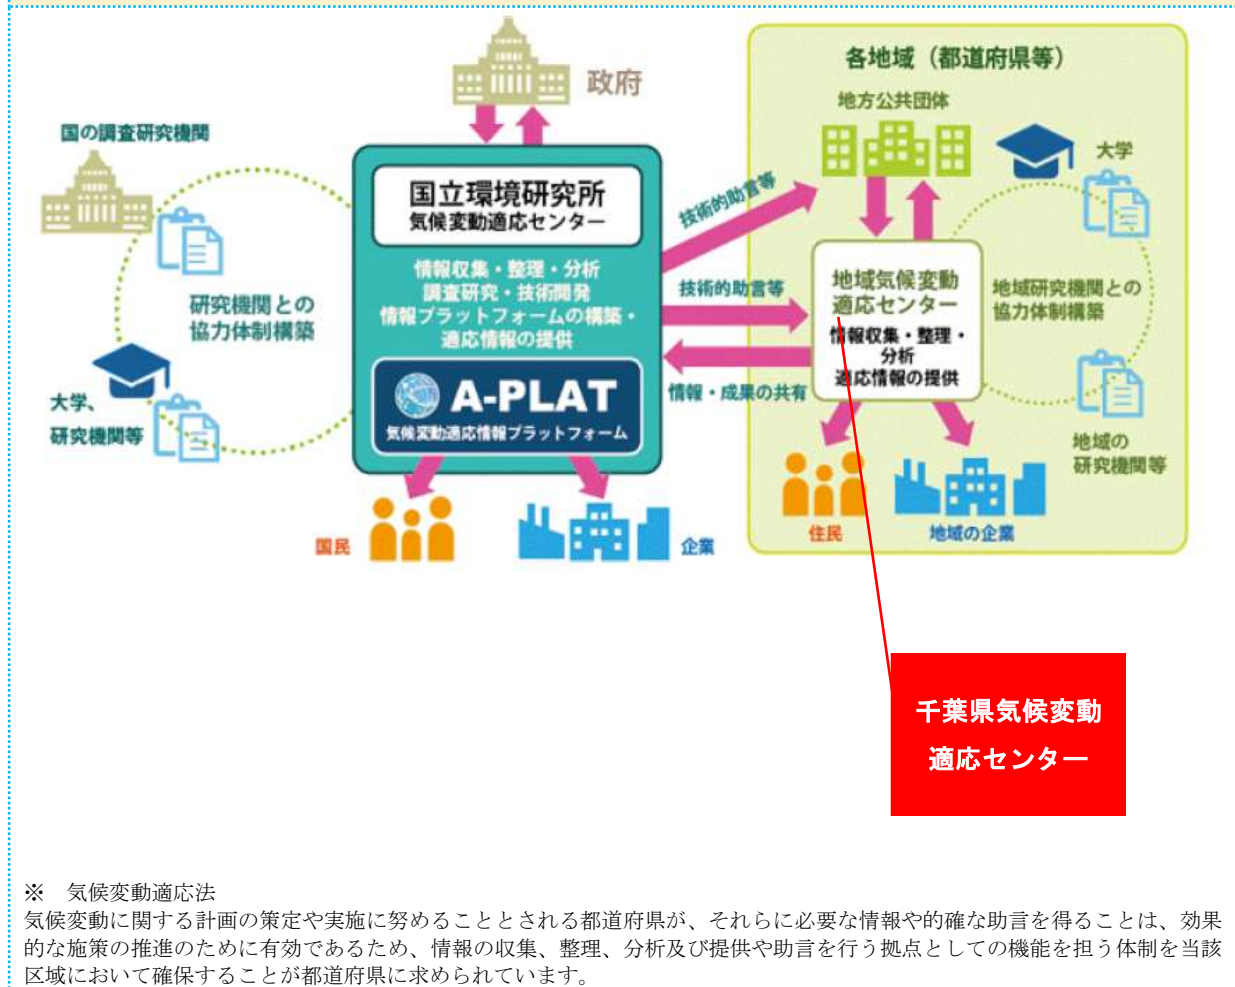 政府
国の調査研究機関
研究機関との
協力体制構築
大学、
研究機関等
国立環境研究所
気候変動適応センター
情報収集・整理・分析
調査研究・技術開発
情報プラットフォームの構築・
適応情報の提供
A-PLAT
気候変動適応情報プラットフォーム
国民
企業
技術的助言等
技術的助言等
情報・成果の共有
各地域（都道府県等）
地方公共団体
大学
地域気候変動
適応センター
情報収集・整理・
分析
適応情報の提供
地域研究機関との
協力体制構築
地域の
研究機関等
住民
地域の企業
千葉県気候変動
適応センター
※　気候変動適応法
気候変動に関する計画の策定や実施に努めることとされる都道府県が、それらに必要な情報や的確な助言を得ることは、効果
的な施策の推進のために有効であるため、情報の収集、整理、分析及び提供や助言を行う拠点としての機能を担う体制を当該
区域において確保することが都道府県に求められています。